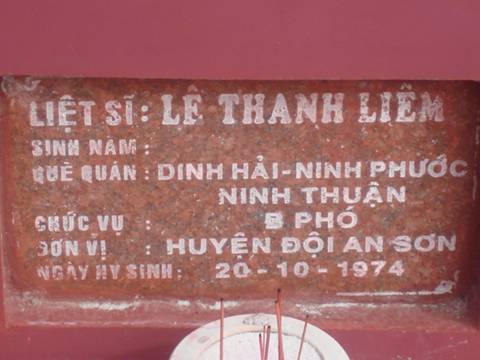 LIỆT SĨ: LÊ THANH LIÊM
SINH NĂM :
QUÊ QUÁN : DINH HẢI-NINH PHƯỚC
NINH THUẬN
CHỨC VỤ : B PHÓ
ĐƠN VỊ : HUYỆN ĐỘI AN SƠN
NGÀY HY SINH: 20-10-1974